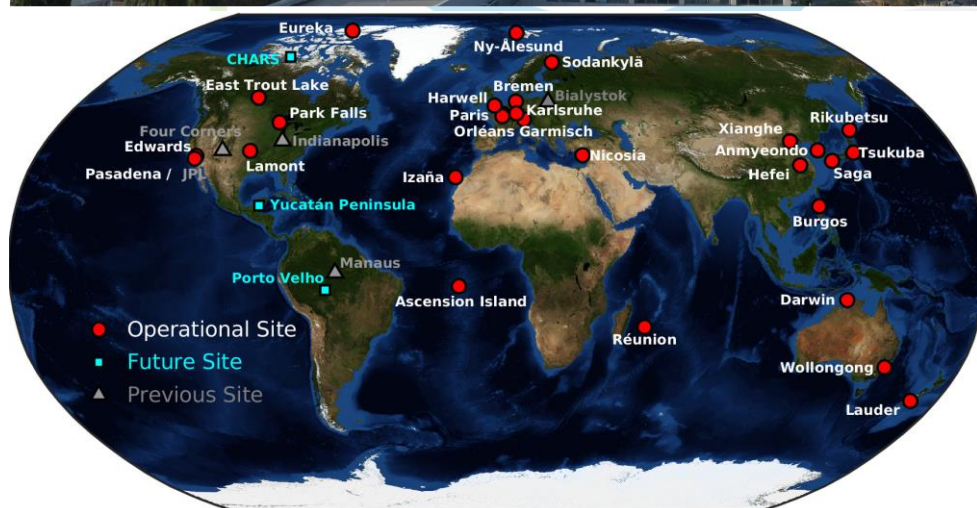 Eureka
Ny-Ålesund
CHARS
Sodankylä
East Trout Lake
Bremen
Bialystok
Harwell
Karlsruhe
Park Falls
Paris
Rikubetsu
Four Corners
Orléans Garmisch
Xianghe
Indianapolis
Edwards
Anmyeondo
Tsukuba
Lamont
Nicosia
Pasadena / JPL
Hefei
Saga
Izaña
Yucatán Peninsula
Burgos
Manaus
Porto Velho
Ascension Island
Darwin
Operational Site
Réunion
Future Site
Wollongong
Previous Site
Lauder